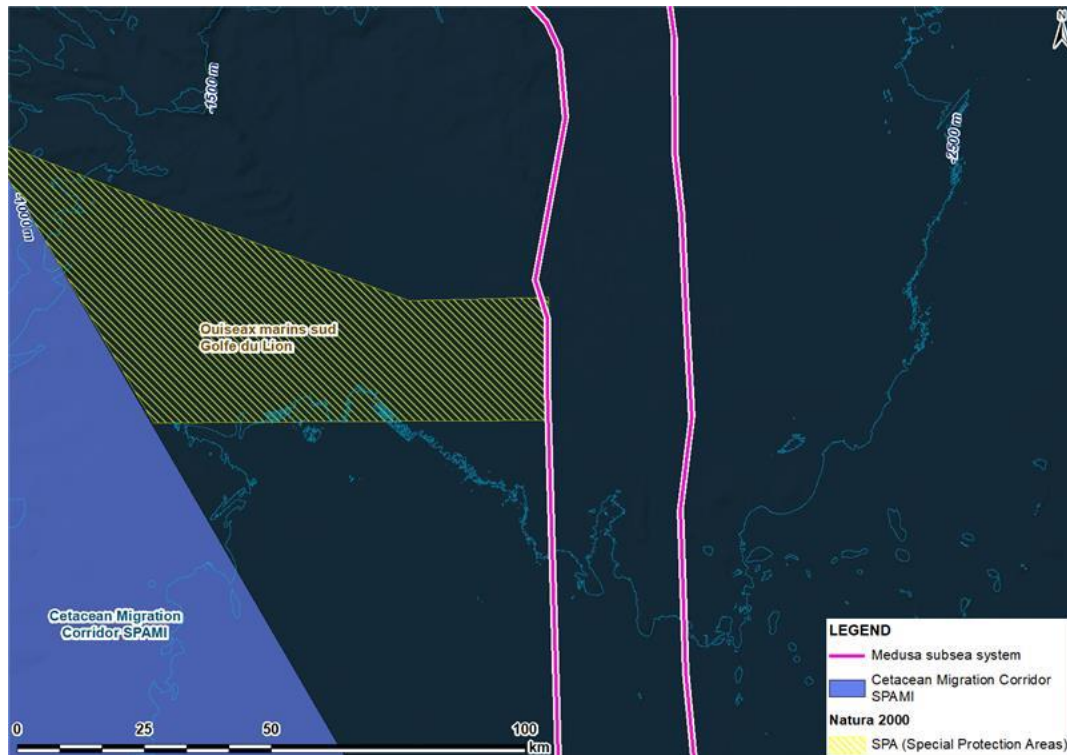 N
-1500 m
-2500 m
-1000 m
Ouiseax marins sud
Golfe du Lion
Cetacean Migration
Corridor SPAMI
LEGEND
Medusa subsea system
Cetacean Migration Corridor
SPAMI
Natura 2000
SPA (Special Protection Areas)
0 25 50 100
km